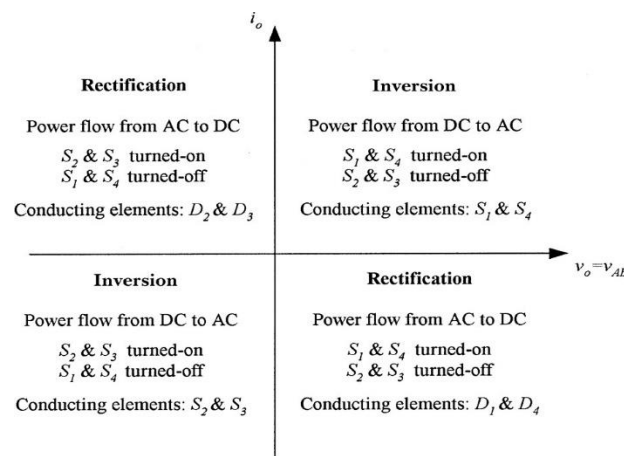 i_o
Rectification
Power flow from AC to DC
S_2 & S_3 turned-on
S_1 & S_4 turned-off
Conducting elements: D_2 & D_3
Inversion
Power flow from DC to AC
S_1 & S_4 turned-on
S_2 & S_3 turned-off
Conducting elements: S_1 & S_4
v_o=v_AB
Inversion
Power flow from DC to AC
S_2 & S_3 turned-on
S_1 & S_4 turned-off
Conducting elements: S_2 & S_3
Rectification
Power flow from AC to DC
S_1 & S_4 turned-on
S_2 & S_3 turned-off
Conducting elements: D_1 & D_4